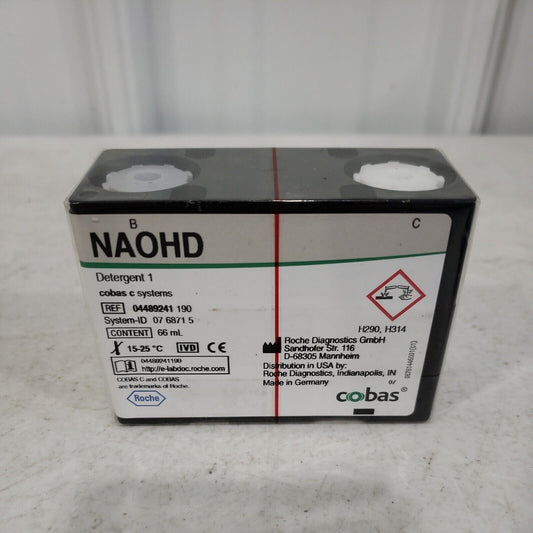 B
C
NAOHD
Detergent 1
cobas c systems
REF 04489241 190
System-ID 07 6871 5
CONTENT 66 mL
15-25 °C IVD CE
04489241190
http://e-labdoc.roche.com
COBAS C and COBAS
are trademarks of Roche.
Roche
H290, H314
Roche Diagnostics GmbH
Sandhofer Str. 116
D-68305 Mannheim
Distribution in USA by:
Roche Diagnostics, Indianapolis, IN
Made in Germany
cobas®